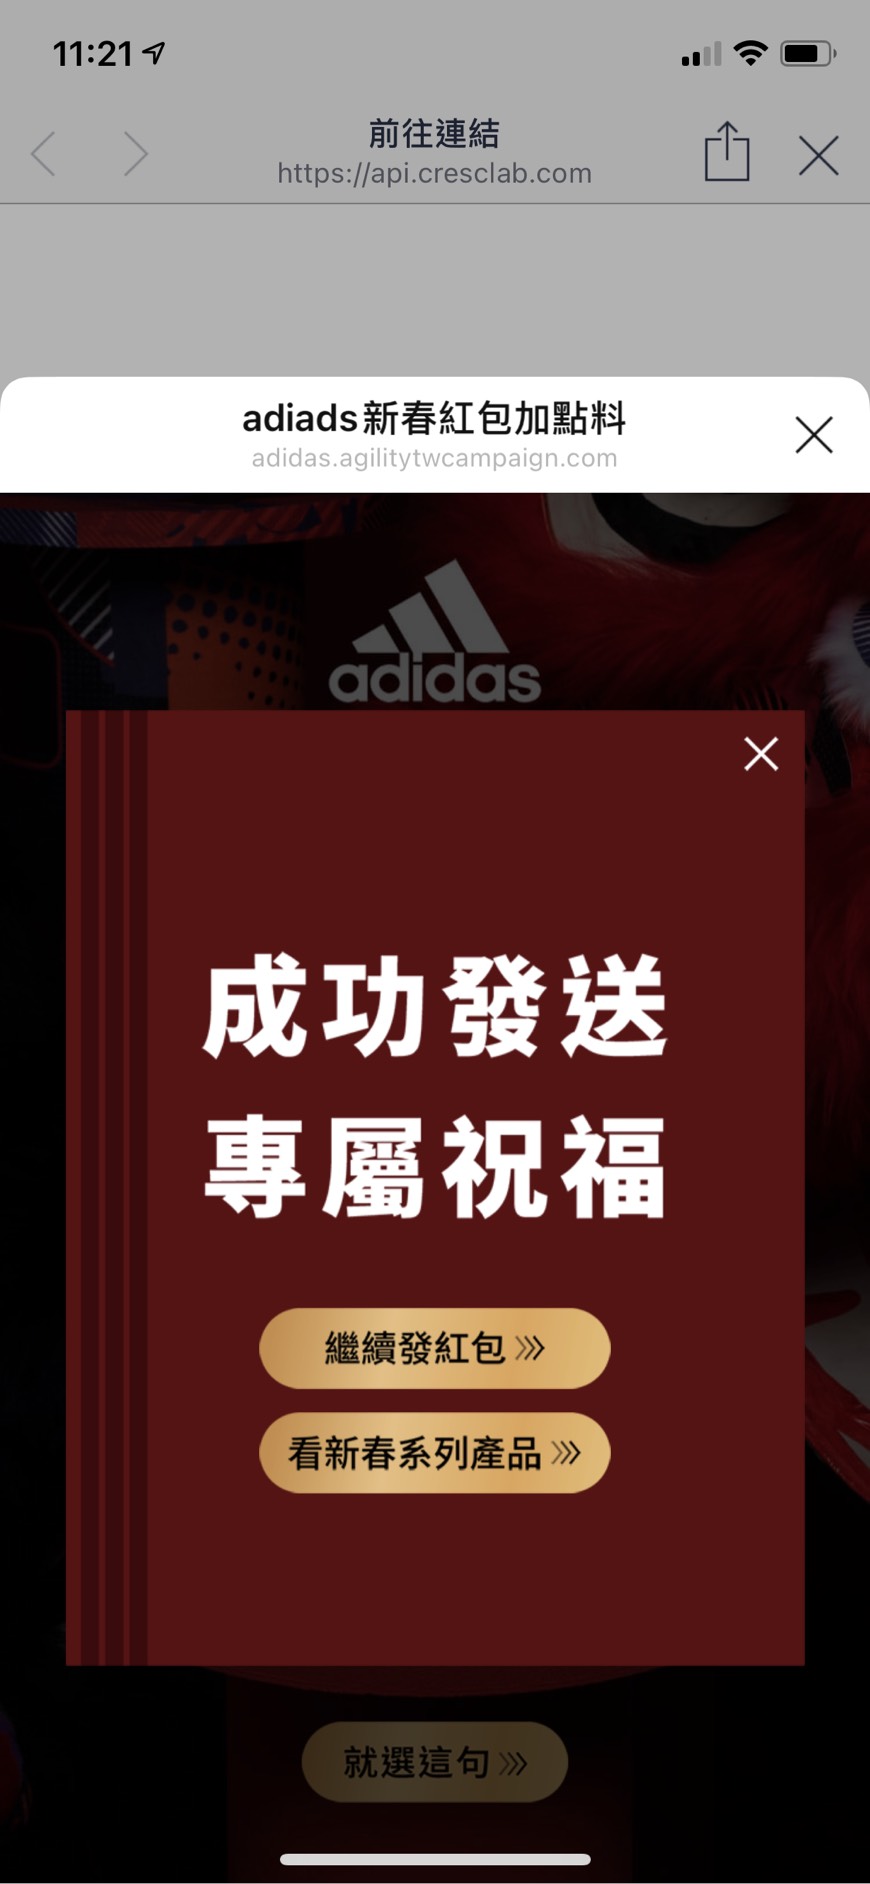 11:21
前往連結
https://api.cresclab.com
adiads新春紅包加點料
adidas.agilitytwcampaign.com
adidas
成功發送
專屬祝福
繼續發紅包
看新春系列產品
就選這句